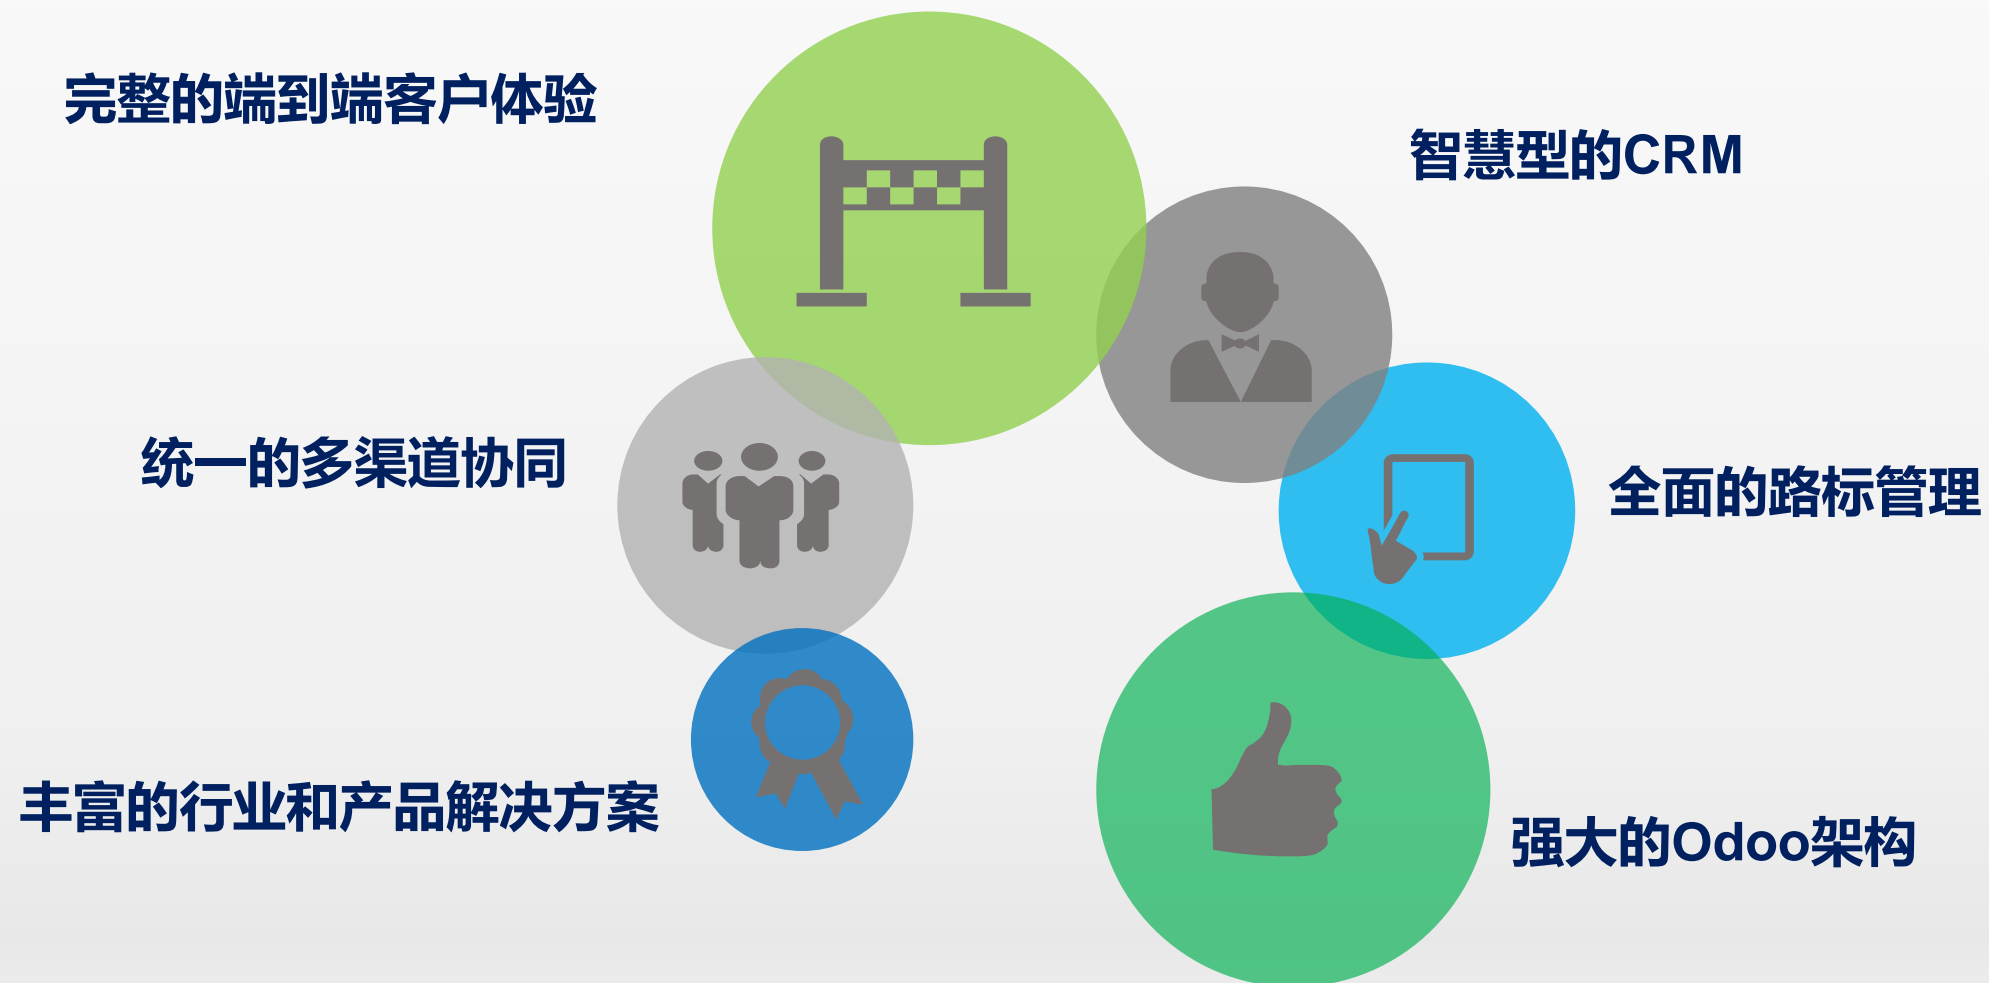 完整的端到端客户体验
智慧型的CRM
统一的多渠道协同
全面的路标管理
丰富的行业和产品解决方案
强大的Odoo架构